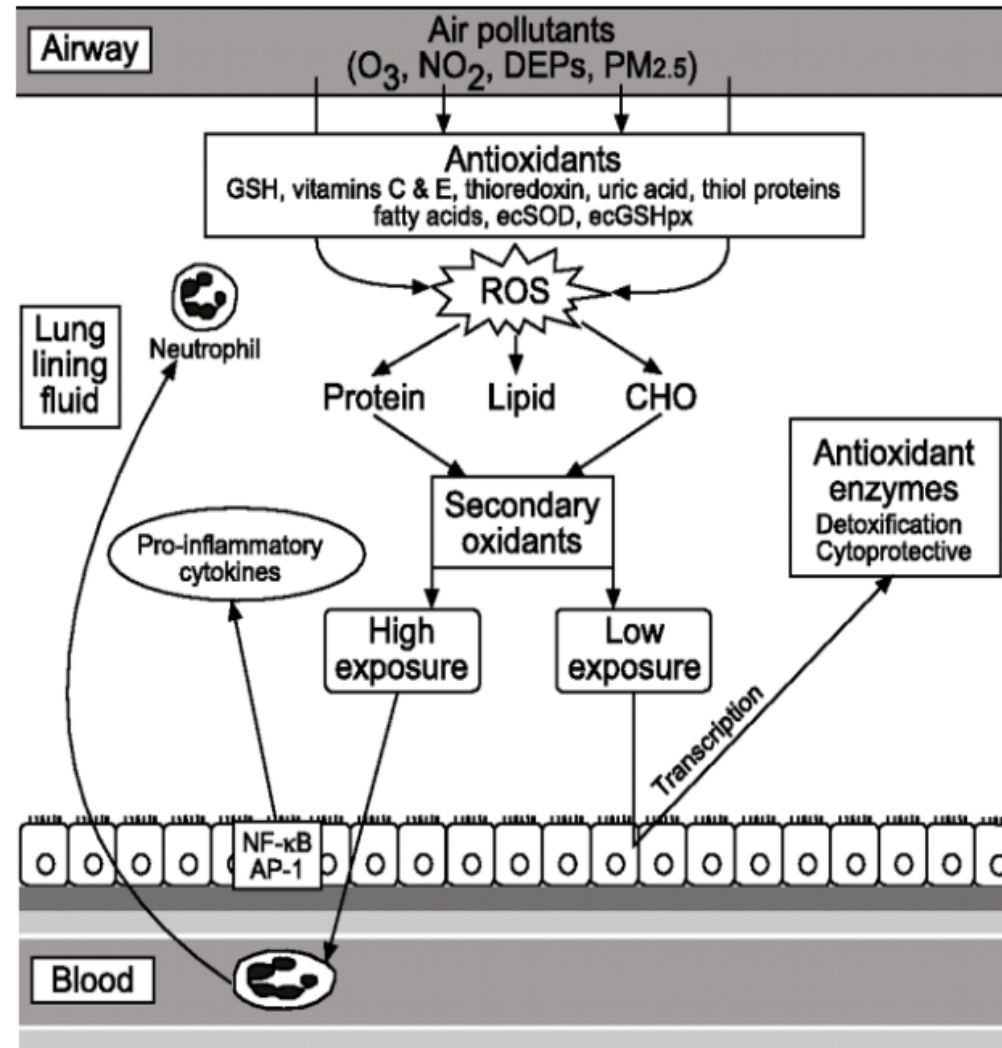 Airway
Air pollutants
(O₃, NO₂, DEPs, PM2.5)
Antioxidants
GSH, vitamins C & E, thioredoxin, uric acid, thiol proteins
fatty acids, ecSOD, ecGSHpx
ROS
Neutrophil
Lung
lining
fluid
Protein
Lipid
CHO
Antioxidant
enzymes
Detoxification
Cytoprotective
Secondary
oxidants
Pro-inflammatory
cytokines
High
exposure
Low
exposure
Transcription
NF-κB
AP-1
Blood